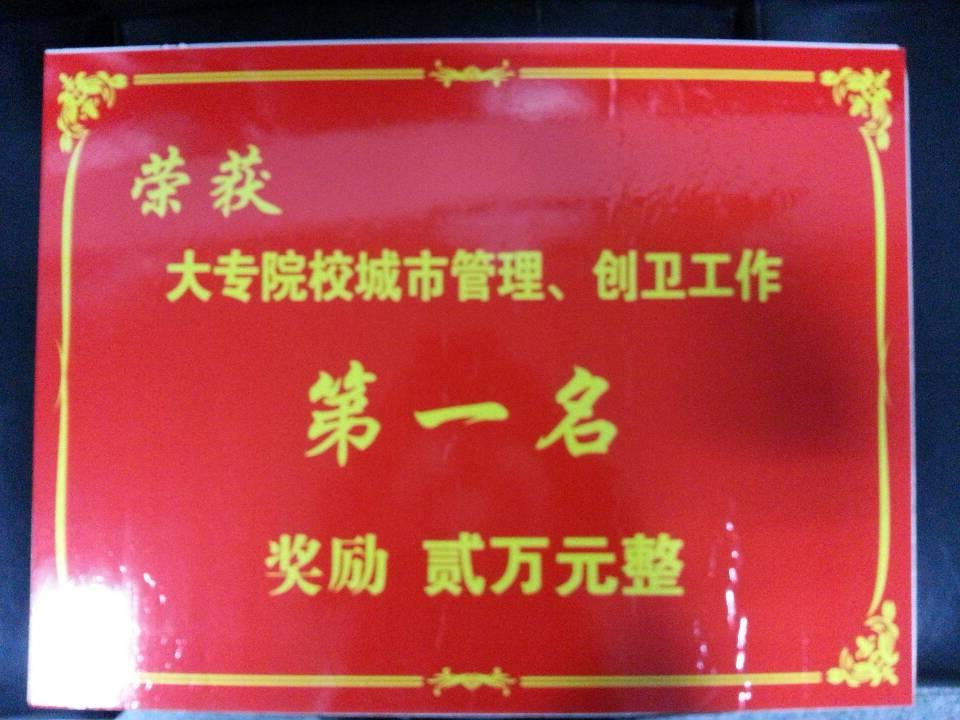 荣获
大专院校城市管理、创卫工作
第一名
奖励 贰万元整